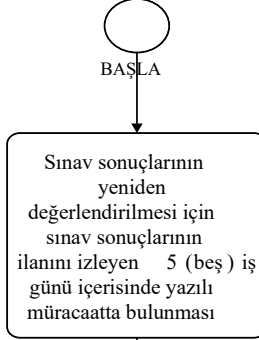 BAŞLA
Sınav sonuçlarının
yeniden
değerlendirilmesi için
sınav sonuçlarının
ilanını izleyen 5 (beş ) iş
günü içerisinde yazılı
müracaatta bulunması